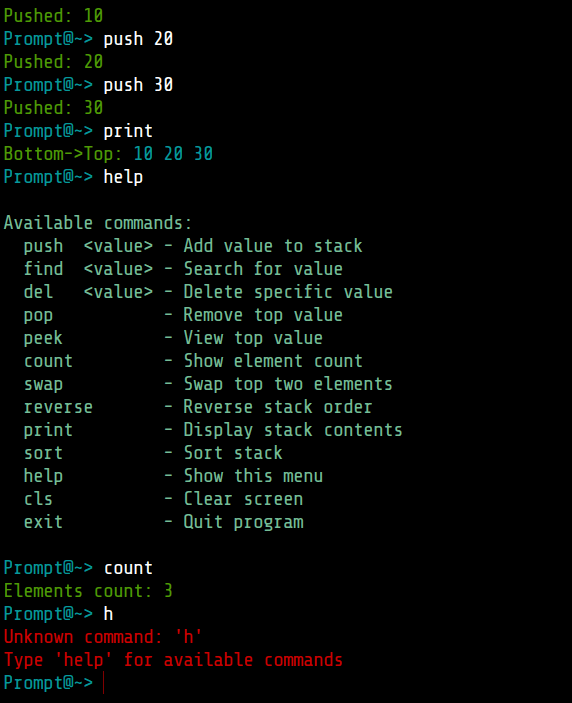 Pushed: 10
Prompt@~> push 20
Pushed: 20
Prompt@~> push 30
Pushed: 30
Prompt@~> print
Bottom->Top: 10 20 30
Prompt@~> help

Available commands:
  push  <value> - Add value to stack
  find  <value> - Search for value
  del   <value> - Delete specific value
  pop           - Remove top value
  peek          - View top value
  count         - Show element count
  swap          - Swap top two elements
  reverse       - Reverse stack order
  print         - Display stack contents
  sort          - Sort stack
  help          - Show this menu
  cls           - Clear screen
  exit          - Quit program

Prompt@~> count
Elements count: 3
Prompt@~> h
Unknown command: 'h'
Type 'help' for available commands
Prompt@~>